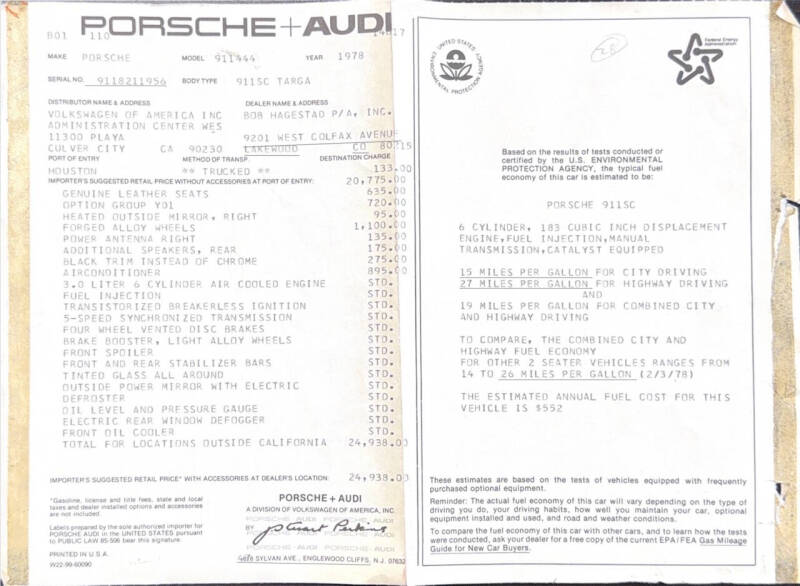 PORSCHE+AUDI
B01 110 14817
MAKE PORSCHE MODEL 911444 YEAR 1978
SERIAL NO. 9118211956 BODY TYPE 911SC TARGA
DISTRIBUTOR NAME & ADDRESS DEALER NAME & ADDRESS
VOLKSWAGEN OF AMERICA INC BOB HAGESTAD P/A, INC.
ADMINISTRATION CENTER WES
11300 PLAYA 9201 WEST COLFAX AVENUE
CULVER CITY CA 90230 LAKEWOOD CO 80215
PORT OF ENTRY METHOD OF TRANSP. DESTINATION CHARGE
HOUSTON ** TRUCKED ** 133.00
IMPORTER'S SUGGESTED RETAIL PRICE WITHOUT ACCESSORIES AT PORT OF ENTRY: 20,775.00
GENUINE LEATHER SEATS 635.00
OPTION GROUP Y01 720.00
HEATED OUTSIDE MIRROR, RIGHT 95.00
FORGED ALLOY WHEELS 1,100.00
POWER ANTENNA RIGHT 135.00
ADDITIONAL SPEAKERS, REAR 175.00
BLACK TRIM INSTEAD OF CHROME 275.00
AIRCONDITIONER 895.00
3.0 LITER 6 CYLINDER AIR COOLED ENGINE STD.
FUEL INJECTION STD.
TRANSISTORIZED BREAKERLESS IGNITION STD.
5-SPEED SYNCHRONIZED TRANSMISSION STD.
FOUR WHEEL VENTED DISC BRAKES STD.
BRAKE BOOSTER, LIGHT ALLOY WHEELS STD.
FRONT SPOILER STD.
FRONT AND REAR STABILIZER BARS STD.
TINTED GLASS ALL AROUND STD.
OUTSIDE POWER MIRROR WITH ELECTRIC STD.
DEFROSTER STD.
OIL LEVEL AND PRESSURE GAUGE STD.
ELECTRIC REAR WINDOW DEFOGGER STD.
FRONT OIL COOLER STD.
TOTAL FOR LOCATIONS OUTSIDE CALIFORNIA 24,938.00
IMPORTER'S SUGGESTED RETAIL PRICE* WITH ACCESSORIES AT DEALER'S LOCATION: 24,938.00
*Gasoline, license and title fees, state and local
taxes and dealer installed options and accessories
are not included.
Labels prepared by the sole authorized importer for
PORSCHE AUDI in the UNITED STATES pursuant
to PUBLIC LAW 85-506 bear this signature.
PRINTED IN U.S.A.
W22-99-60090
PORSCHE+AUDI
A DIVISION OF VOLKSWAGEN OF AMERICA, INC.
PORSCHE+AUDI PORSCHE+AUDI
BY J Stuart Perkins
PORSCHE+AUDI PORSCHE+AUDI
SYLVAN AVE., ENGLEWOOD CLIFFS, N.J. 07632
28
UNITED STATES
ENVIRONMENTAL PROTECTION AGENCY
Federal Energy
Administration
Based on the results of tests conducted or
certified by the U.S. ENVIRONMENTAL
PROTECTION AGENCY, the typical fuel
economy of this car is estimated to be:
PORSCHE 911SC
6 CYLINDER, 183 CUBIC INCH DISPLACEMENT
ENGINE,FUEL INJECTION,MANUAL
TRANSMISSION,CATALYST EQUIPPED
15 MILES PER GALLON FOR CITY DRIVING
27 MILES PER GALLON FOR HIGHWAY DRIVING
AND
19 MILES PER GALLON FOR COMBINED CITY
AND HIGHWAY DRIVING
TO COMPARE, THE COMBINED CITY AND
HIGHWAY FUEL ECONOMY
FOR OTHER 2 SEATER VEHICLES RANGES FROM
14 TO 26 MILES PER GALLON (2/3/78)
THE ESTIMATED ANNUAL FUEL COST FOR THIS
VEHICLE IS $552
These estimates are based on the tests of vehicles equipped with frequently
purchased optional equipment.
Reminder: The actual fuel economy of this car will vary depending on the type of
driving you do, your driving habits, how well you maintain your car, optional
equipment installed and used, and road and weather conditions.
To compare the fuel economy of this car with other cars, and to learn how the tests
were conducted, ask your dealer for a free copy of the current EPA/FEA Gas Mileage
Guide for New Car Buyers.